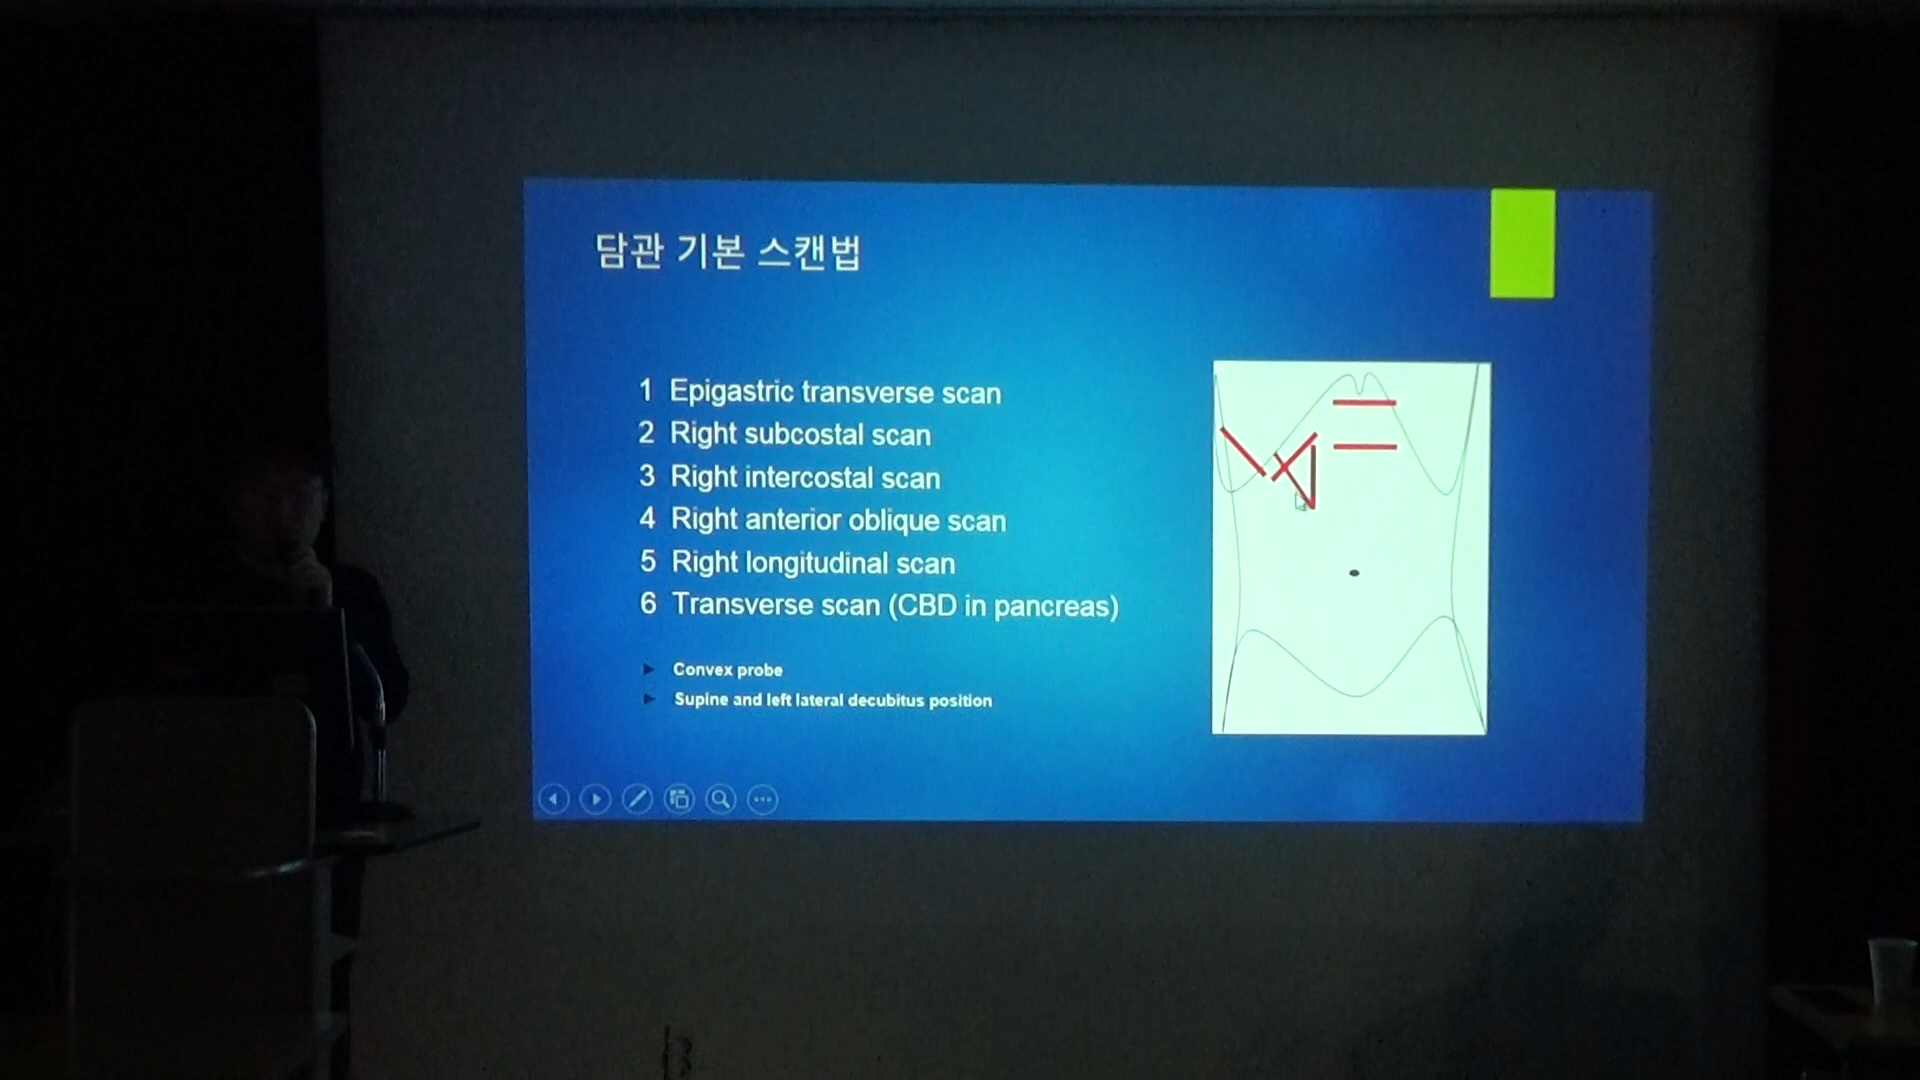 담관 기본 스캔법
1 Epigastric transverse scan
2 Right subcostal scan
3 Right intercostal scan
4 Right anterior oblique scan
5 Right longitudinal scan
6 Transverse scan (CBD in pancreas)
Convex probe
Supine and left lateral decubitus position